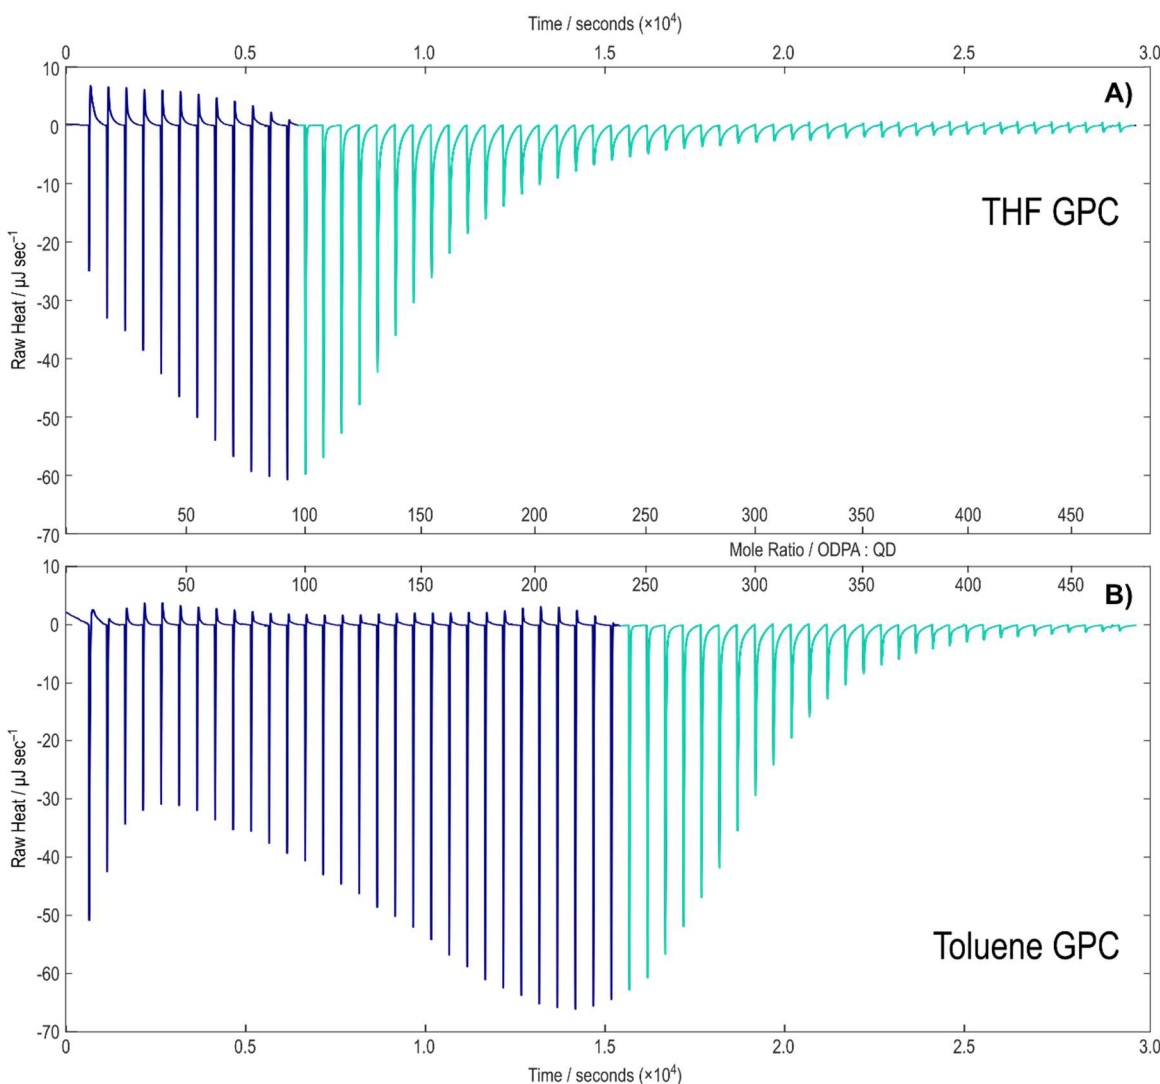 Time / seconds (×10⁴)
0 0.5 1.0 1.5 2.0 2.5 3.0
A)
10
0
-10
-20
-30
-40
-50
-60
-70
Raw Heat / µJ sec⁻¹
THF GPC
50 100 150 200 250 300 350 400 450
Mole Ratio / ODPA : QD
50 100 150 200 250 300 350 400 450
B)
10
0
-10
-20
-30
-40
-50
-60
-70
Raw Heat / µJ sec⁻¹
Toluene GPC
0 0.5 1.0 1.5 2.0 2.5 3.0
Time / seconds (×10⁴)